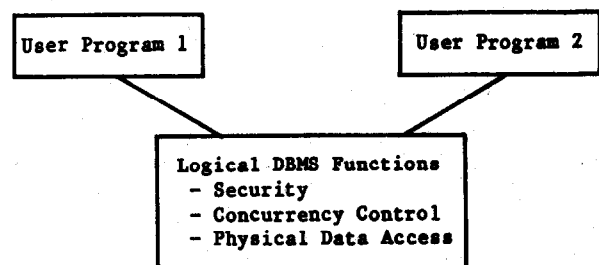 User Program 1
User Program 2
Logical DBMS Functions
- Security
- Concurrency Control
- Physical Data Access